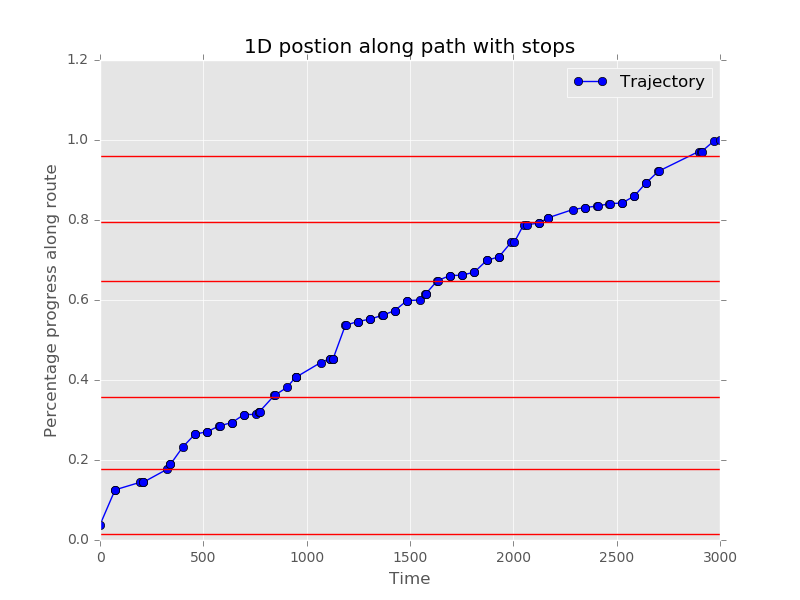 1D postion along path with stops
Trajectory
1.2
1.0
0.8
0.6
0.4
0.2
0.0
Percentage progress along route
0 500 1000 1500 2000 2500 3000
Time